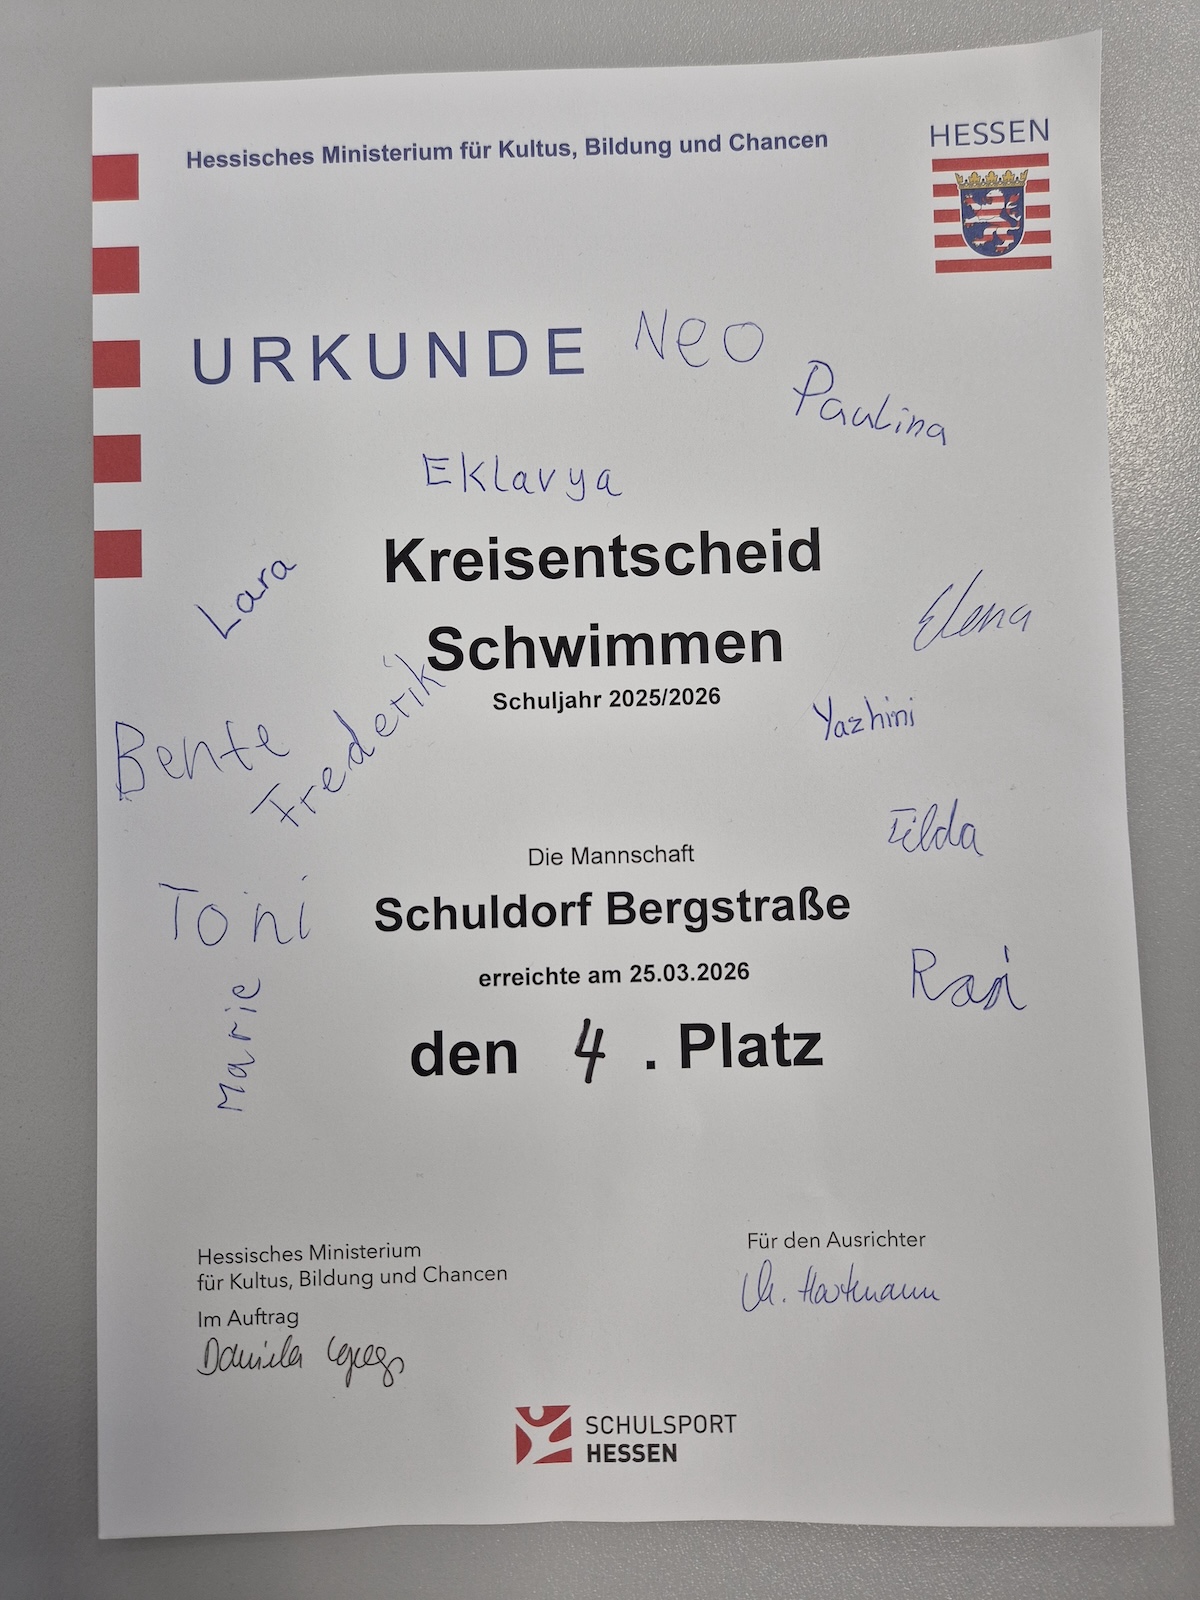 Hessisches Ministerium für Kultus, Bildung und Chancen
HESSEN
URKUNDE
Neo
Paulina
Eklavya
Kreisentscheid
Lara
Elena
Schwimmen
Schuljahr 2025/2026
Frederik
Yazhini
Bente
Die Mannschaft
Toni
Schuldorf Bergstraße
erreichte am 25.03.2026
Marie
den 4. Platz
Für den Ausrichter
Hessisches Ministerium
für Kultus, Bildung und Chancen
Im Auftrag
Daniela
SCHULSPORT
HESSEN